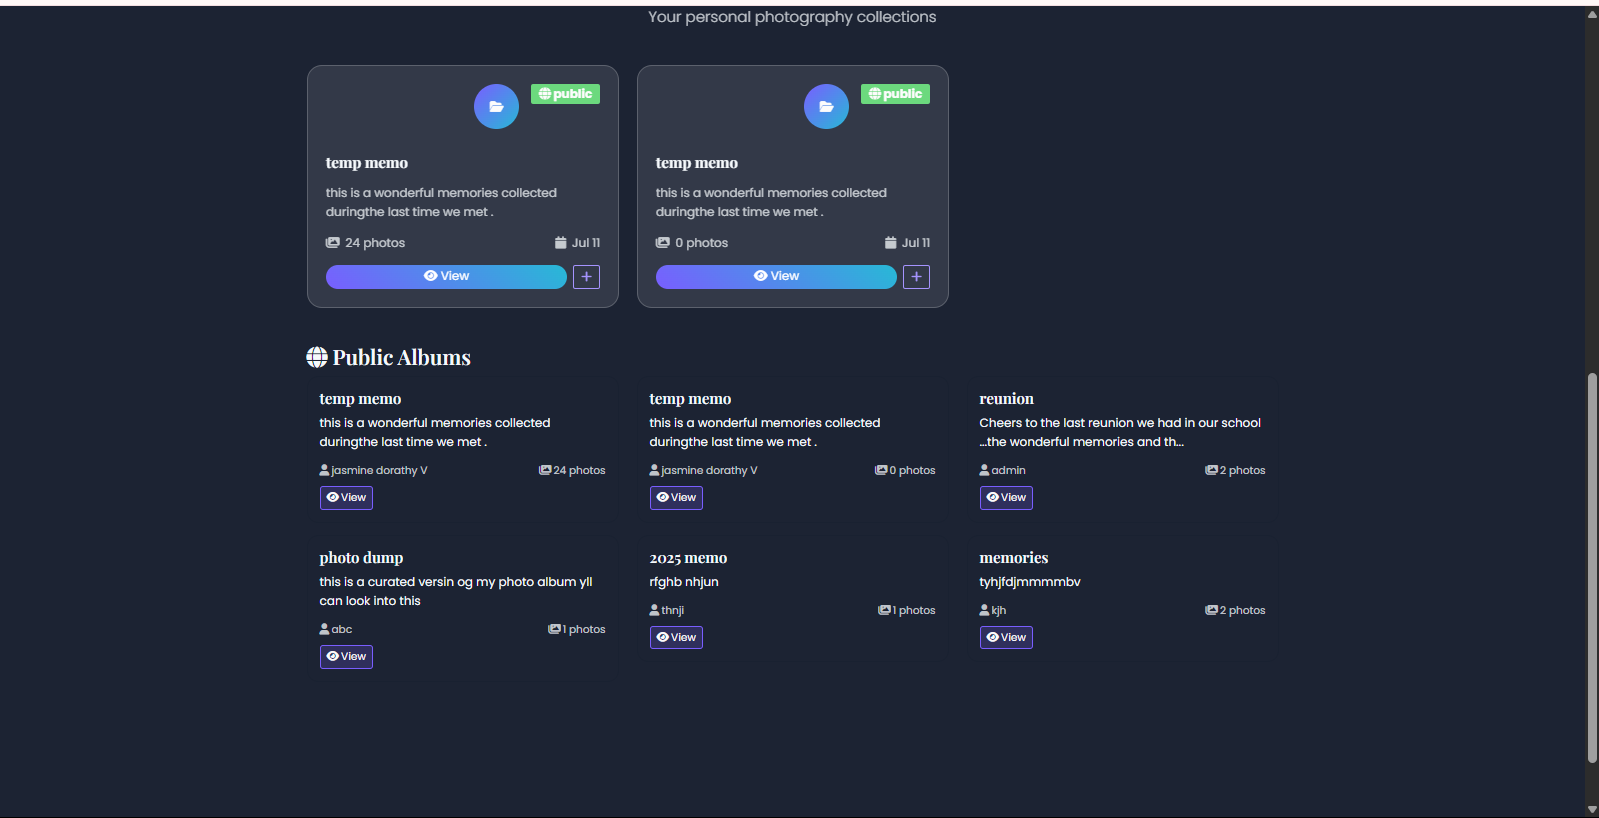 Your personal photography collections
public
temp memo
this is a wonderful memories collected
duringthe last time we met .
24 photos
Jul 11
View
+
public
temp memo
this is a wonderful memories collected
duringthe last time we met .
0 photos
Jul 11
View
+
Public Albums
temp memo
this is a wonderful memories collected
duringthe last time we met .
jasmine dorathy V
24 photos
View
temp memo
this is a wonderful memories collected
duringthe last time we met .
jasmine dorathy V
0 photos
View
reunion
Cheers to the last reunion we had in our school
...the wonderful memories and th...
admin
2 photos
View
photo dump
this is a curated versin og my photo album yll
can look into this
abc
1 photos
View
2025 memo
rfghb nhjun
thnji
1 photos
View
memories
tyhjfdjmmmmbv
kjh
2 photos
View